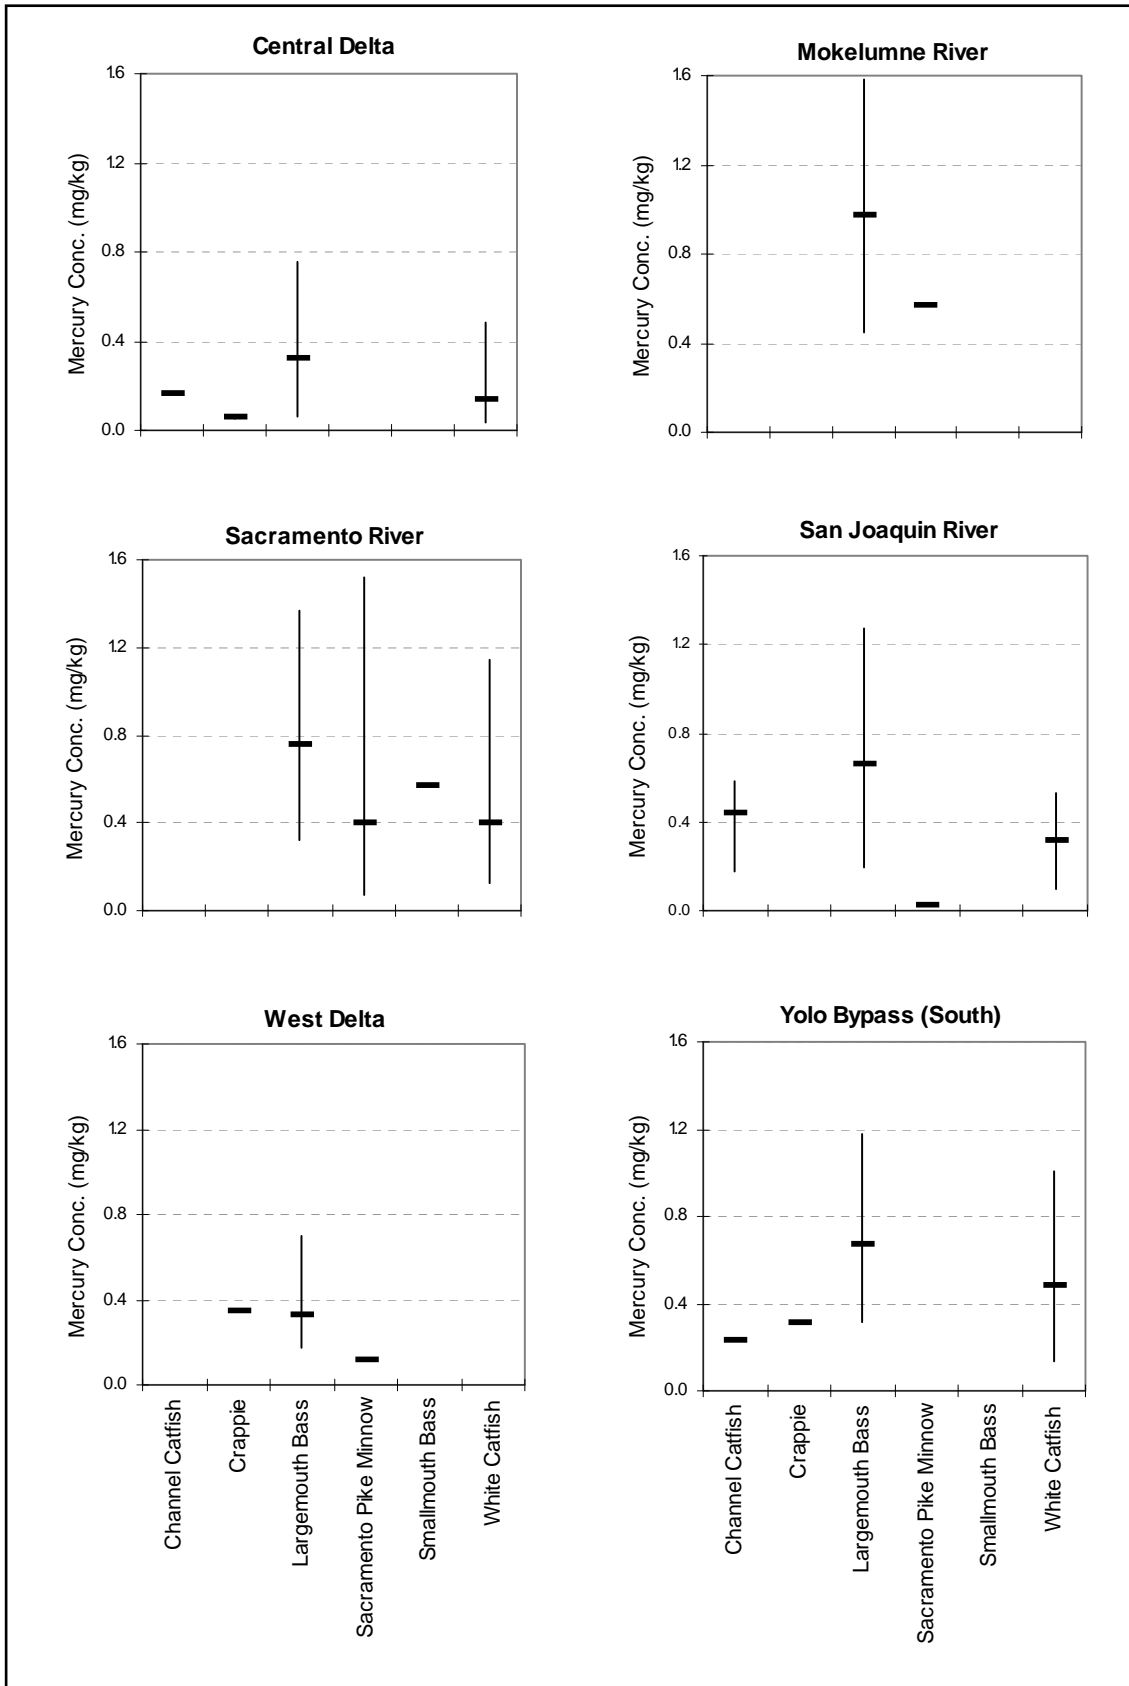 Central Delta
Mercury Conc. (mg/kg)
1.6
1.2
0.8
0.4
0.0
Mokelumne River
Mercury Conc. (mg/kg)
1.6
1.2
0.8
0.4
0.0
Sacramento River
Mercury Conc. (mg/kg)
1.6
1.2
0.8
0.4
0.0
San Joaquin River
Mercury Conc. (mg/kg)
1.6
1.2
0.8
0.4
0.0
West Delta
Mercury Conc. (mg/kg)
1.6
1.2
0.8
0.4
0.0
Channel Catfish
Crappie
Largemouth Bass
Sacramento Pike Minnow
Smallmouth Bass
White Catfish
Yolo Bypass (South)
Mercury Conc. (mg/kg)
1.6
1.2
0.8
0.4
0.0
Channel Catfish
Crappie
Largemouth Bass
Sacramento Pike Minnow
Smallmouth Bass
White Catfish